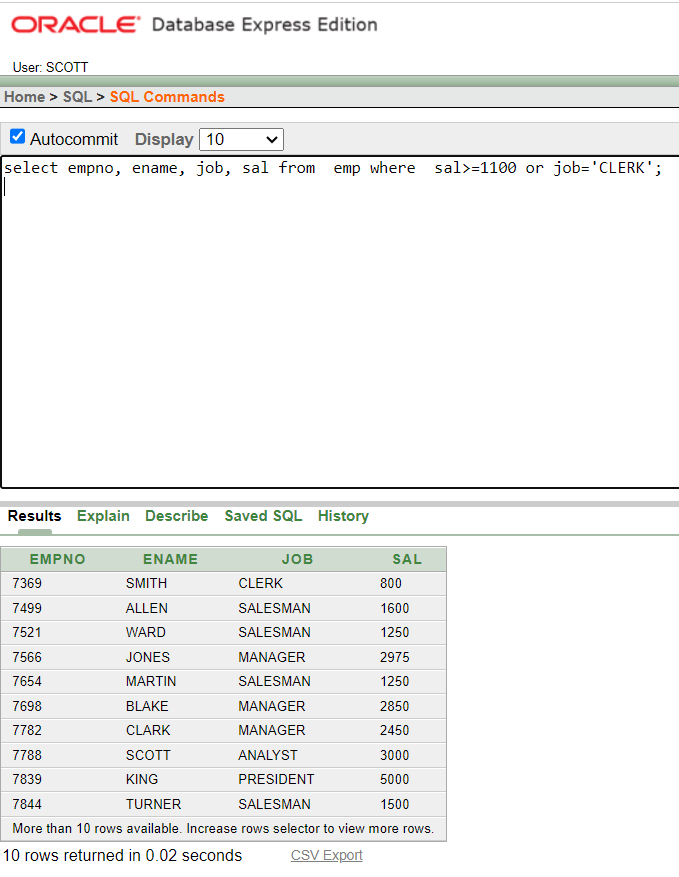 ORACLE® Database Express Edition
User: SCOTT
Home > SQL > SQL Commands
Autocommit Display 10
select empno, ename, job, sal from  emp where  sal>=1100 or job='CLERK';
Results Explain Describe Saved SQL History
EMPNO ENAME JOB SAL
7369 SMITH CLERK 800
7499 ALLEN SALESMAN 1600
7521 WARD SALESMAN 1250
7566 JONES MANAGER 2975
7654 MARTIN SALESMAN 1250
7698 BLAKE MANAGER 2850
7782 CLARK MANAGER 2450
7788 SCOTT ANALYST 3000
7839 KING PRESIDENT 5000
7844 TURNER SALESMAN 1500
More than 10 rows available. Increase rows selector to view more rows.
10 rows returned in 0.02 seconds CSV Export